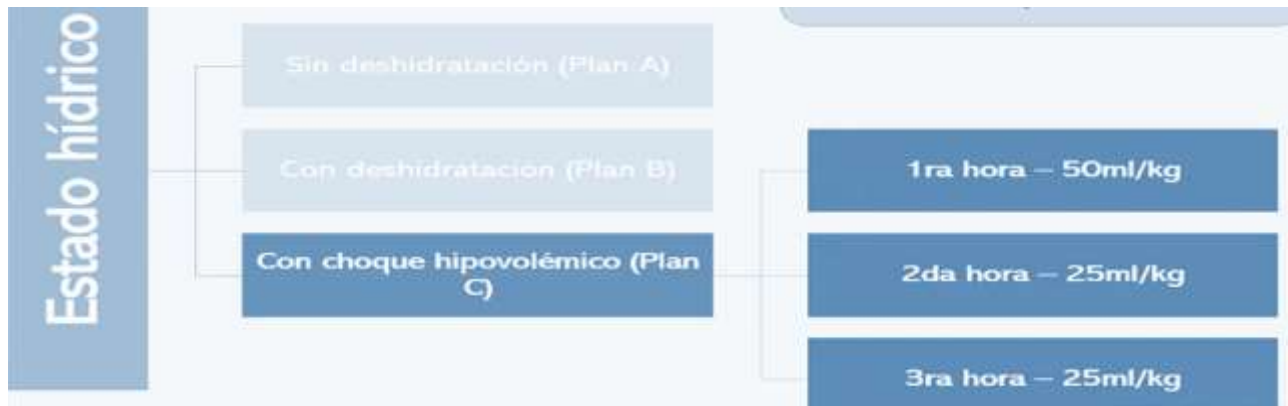 Estado hídrico
Sin deshidratación (Plan A)
Con deshidratación (Plan B)
Con choque hipovolémico (Plan
C)
1ra hora – 50ml/kg
2da hora – 25ml/kg
3ra hora – 25ml/kg